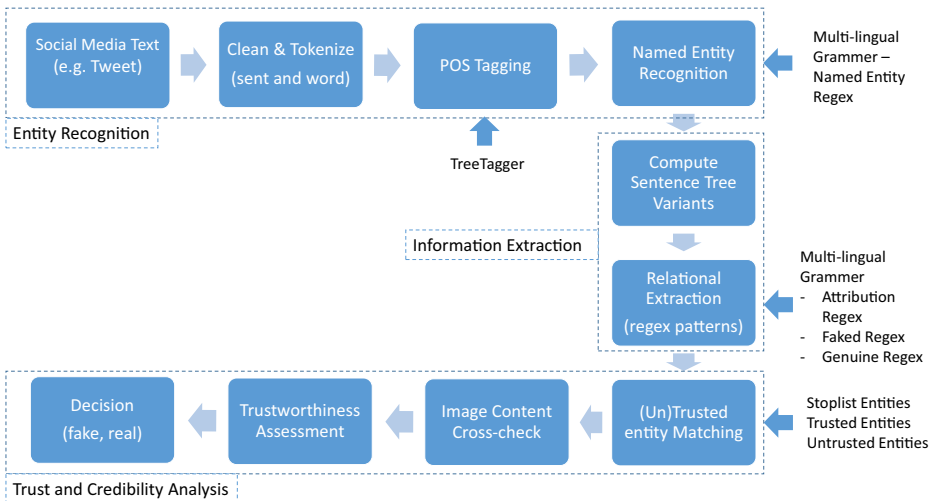 Social Media Text
(e.g. Tweet)
Clean & Tokenize
(sent and word)
POS Tagging
Named Entity
Recognition
Multi-lingual
Grammer –
Named Entity
Regex
Entity Recognition
TreeTagger
Compute
Sentence Tree
Variants
Information Extraction
Relational
Extraction
(regex patterns)
Multi-lingual
Grammer
- Attribution
Regex
- Faked Regex
- Genuine Regex
Decision
(fake, real)
Trustworthiness
Assessment
Image Content
Cross-check
(Un)Trusted
entity Matching
Stoplist Entities
Trusted Entities
Untrusted Entities
Trust and Credibility Analysis